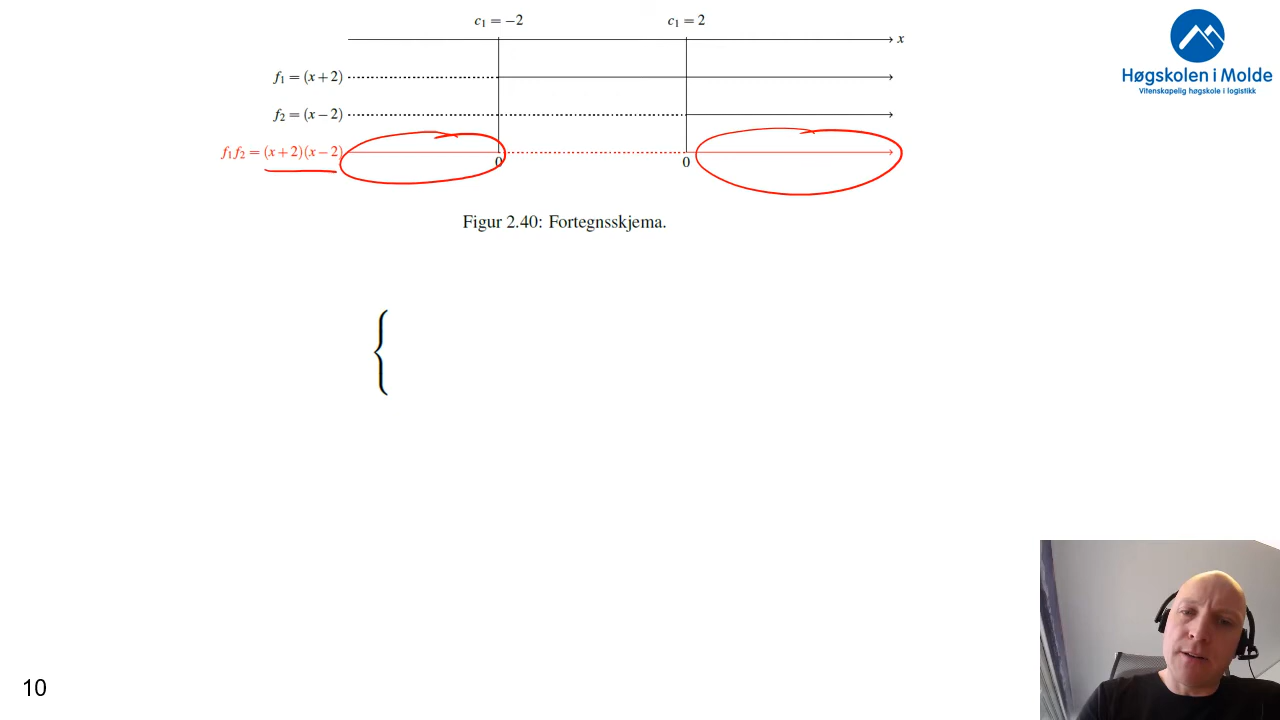 c₁ = −2
c₁ = 2
x
f₁ = (x+2)
f₂ = (x−2)
f₁f₂ = (x+2)(x−2)
0
0
Figur 2.40: Fortegnsskjema.
{
Høgskolen i Molde
Vitenskapelig høgskole i logistikk
10